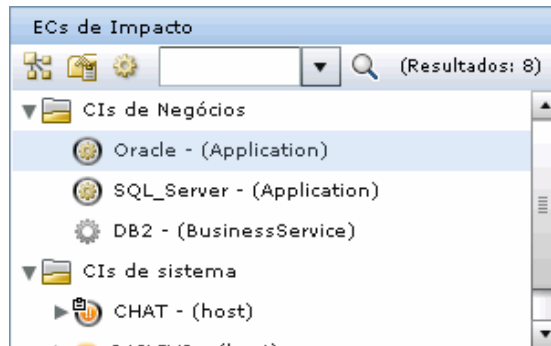 ECs de Impacto
(Resultados: 8)
CIs de Negócios
Oracle - (Application)
SQL_Server - (Application)
DB2 - (BusinessService)
CIs de sistema
CHAT - (host)